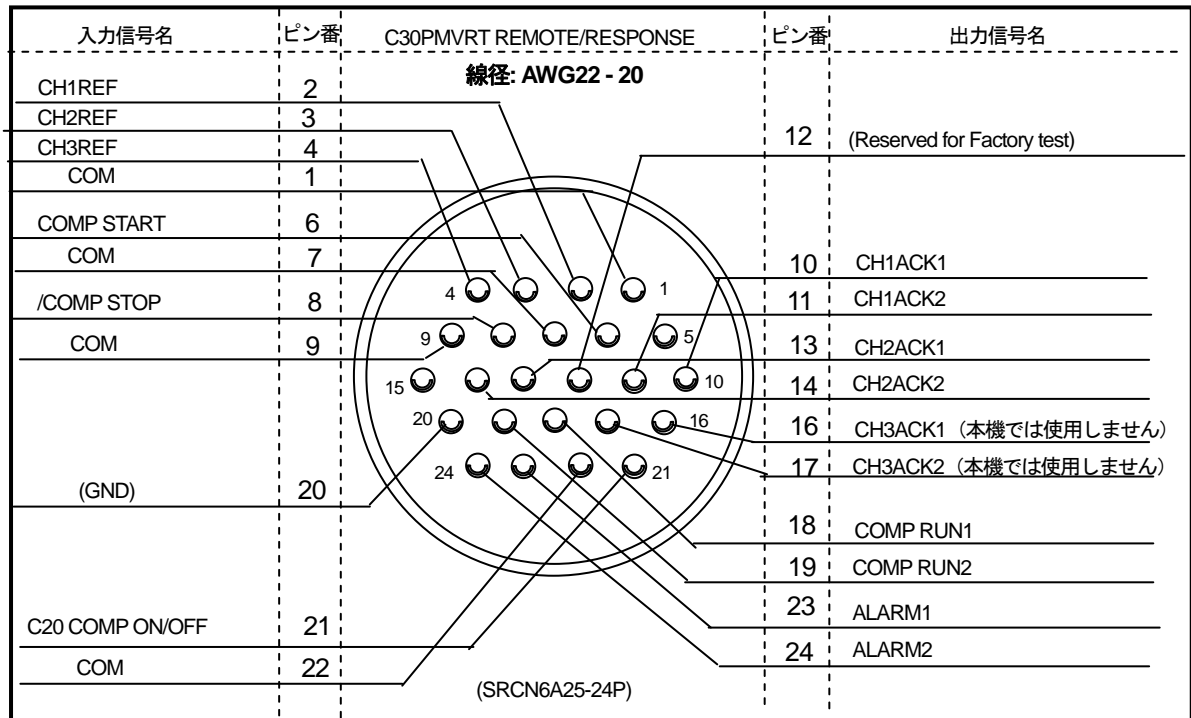 入力信号名 ピン番 C30PMVRT REMOTE/RESPONSE ピン番 出力信号名
線径: AWG22 - 20
CH1REF 2
CH2REF 3
CH3REF 4
COM 1
COMP START 6
COM 7
/COMP STOP 8
COM 9
(GND) 20
C20 COMP ON/OFF 21
COM 22
4 1
9 5
15 10
20 16
24 21
(SRCN6A25-24P)
12 (Reserved for Factory test)
10 CH1ACK1
11 CH1ACK2
13 CH2ACK1
14 CH2ACK2
16 CH3ACK1（本機では使用しません）
17 CH3ACK2（本機では使用しません）
18 COMP RUN1
19 COMP RUN2
23 ALARM1
24 ALARM2